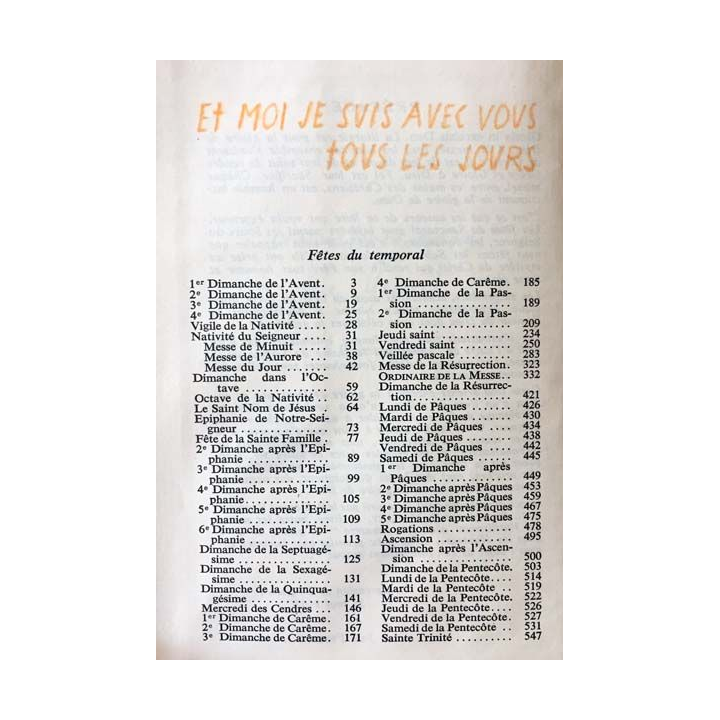 Et moi je suis avec vous
tous les jours
Fêtes du temporal
1er Dimanche de l'Avent. 3
2e Dimanche de l'Avent. 9
3e Dimanche de l'Avent. 19
4e Dimanche de l'Avent. 25
Vigile de la Nativité ..... 28
Nativité du Seigneur .... 31
Messe de Minuit ..... 31
Messe de l'Aurore ... 38
Messe du Jour ....... 42
Dimanche dans l'Oc-
tave .............. 59
Octave de la Nativité .. 62
Le Saint Nom de Jésus . 64
Epiphanie de Notre-Sei-
gneur .............. 73
Fête de la Sainte Famille . 77
2e Dimanche après l'Epi-
phanie ............. 89
3e Dimanche après l'Epi-
phanie ............. 99
4e Dimanche après l'Epi-
phanie.............. 105
5e Dimanche après l'Epi-
phanie ............. 109
6e Dimanche après l'Epi-
phanie ............. 113
Dimanche de la Septuagé-
sime ............... 125
Dimanche de la Sexagé-
sime ............... 131
Dimanche de la Quinqua-
gésime ............. 141
Mercredi des Cendres ... 146
1er Dimanche de Carême. 161
2e Dimanche de Carême. 167
3e Dimanche de Carême. 171
4e Dimanche de Carême. 185
1er Dimanche de la Pas-
sion ............... 189
2e Dimanche de la Pas-
sion ............... 209
Jeudi saint ........... 234
Vendredi saint ........ 250
Veillée pascale ........ 283
Messe de la Résurrection. 323
ORDINAIRE DE LA MESSE.. 332
Dimanche de la Résurrec-
tion................ 421
Lundi de Pâques ....... 426
Mardi de Pâques ...... 430
Mercredi de Pâques .... 434
Jeudi de Pâques ....... 438
Vendredi de Pâques .... 442
Samedi de Pâques ..... 445
1er Dimanche après
Pâques ............. 449
2e Dimanche après Pâques 453
3e Dimanche après Pâques 459
4e Dimanche après Pâques 467
5e Dimanche après Pâques 475
Rogations ............ 478
Ascension ............ 495
Dimanche après l'Ascen-
sion ............... 500
Dimanche de la Pentecôte. 503
Lundi de la Pentecôte.... 514
Mardi de la Pentecôte ... 519
Mercredi de la Pentecôte. 522
Jeudi de la Pentecôte.... 526
Vendredi de la Pentecôte. 527
Samedi de la Pentecôte .. 531
Sainte Trinité .......... 547